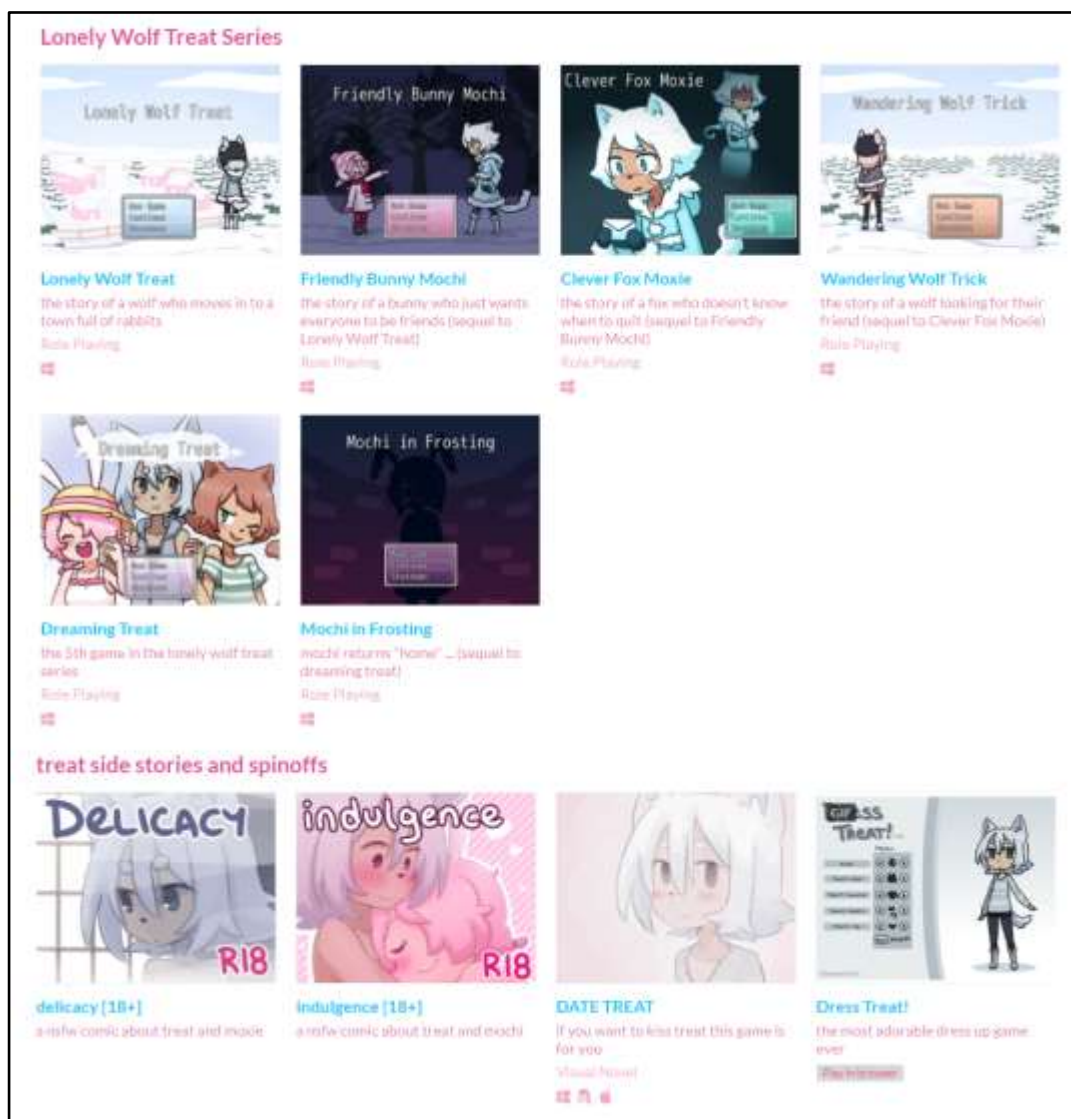 Lonely Wolf Treat Series
Lonely Wolf Treat
Friendly Bunny Mochi
Clever Fox Moxie
Wandering Wolf Trick
Lonely Wolf Treat
Friendly Bunny Mochi
Clever Fox Moxie
Wandering Wolf Trick
the story of a wolf who moves in to a
town full of rabbits
the story of a bunny who just wants
everyone to be friends (sequel to
Lonely Wolf Treat)
the story of a fox who doesn't know
when to quit (sequel to Friendly
Bunny Mochi)
the story of a wolf looking for their
friend (sequel to Clever Fox Moxie)
Role Playing
Role Playing
Role Playing
Role Playing
Dreaming Treat
Mochi in Frosting
Dreaming Treat
Mochi in Frosting
the 5th game in the lonely wolf treat
series
mochi returns "home" ... (sequel to
dreaming treat)
Role Playing
Role Playing
treat side stories and spinoffs
DELICACY
R18
indulgence
R18
TREAT!
delicacy [18+]
indulgence [18+]
DATE TREAT
Dress Treat!
a nsfw comic about treat and moxie
a nsfw comic about treat and mochi
if you want to kiss treat this game is
for you
the most adorable dress up game
ever
Visual Novel
Play in browser